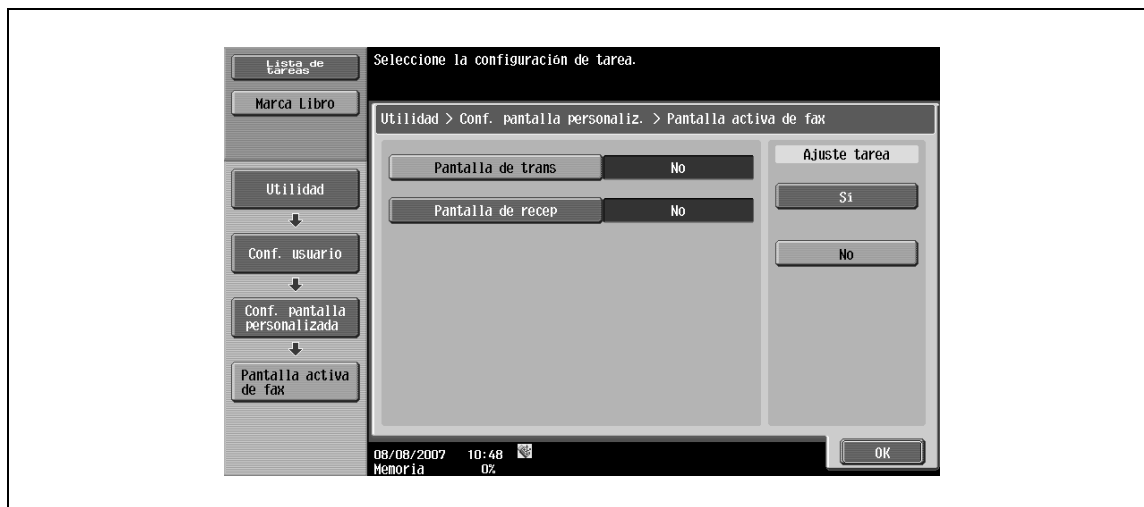 Lista de
tareas
Seleccione la configuración de tarea.
Marca Libro
Utilidad > Conf. pantalla personaliz. > Pantalla activa de fax
Pantalla de trans No
Pantalla de recep No
Ajuste tarea
Sí
No
Utilidad
Conf. usuario
Conf. pantalla
personalizada
Pantalla activa
de fax
08/08/2007 10:48
Memoria 0%
OK